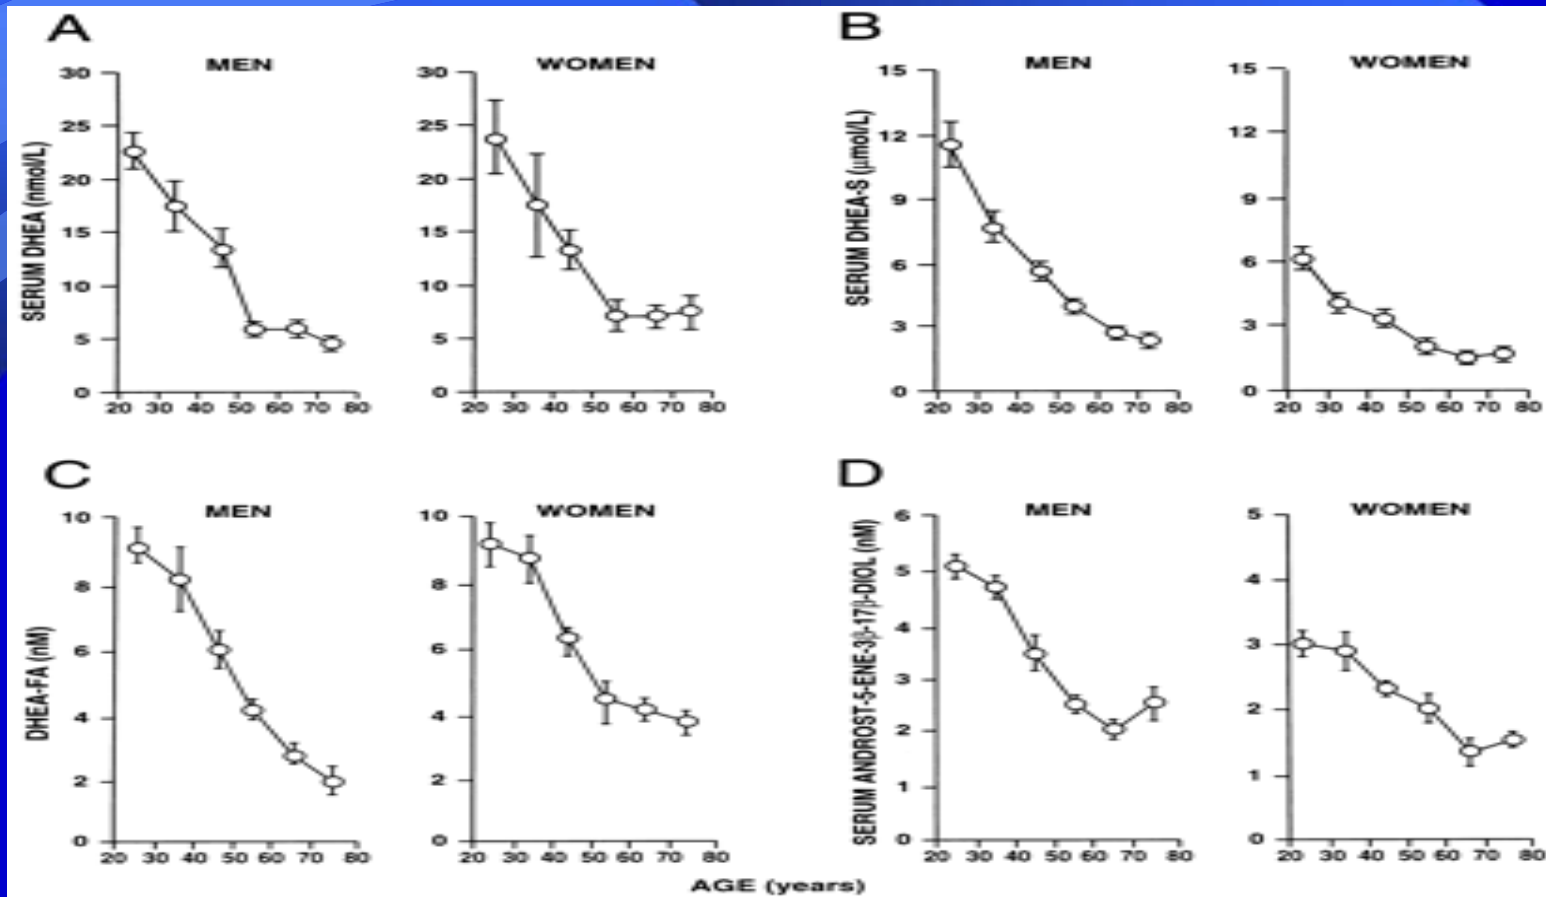 A
MEN
WOMEN
SERUM DHEA (nmol/L)
30
25
20
15
10
5
0
20 30 40 50 60 70 80
30
25
20
15
10
5
0
20 30 40 50 60 70 80
B
MEN
WOMEN
SERUM DHEA-S (μmol/L)
15
12
9
6
3
0
20 30 40 50 60 70 80
15
12
9
6
3
0
20 30 40 50 60 70 80
C
MEN
WOMEN
DHEA-FA (nM)
10
8
6
4
2
0
20 30 40 50 60 70 80
10
8
6
4
2
0
20 30 40 50 60 70 80
D
MEN
WOMEN
SERUM ANDROST-5-ENE-3β-17β-DIOL (nM)
6
5
4
3
2
1
0
20 30 40 50 60 70 80
5
4
3
2
1
0
20 30 40 50 60 70 80
AGE (years)